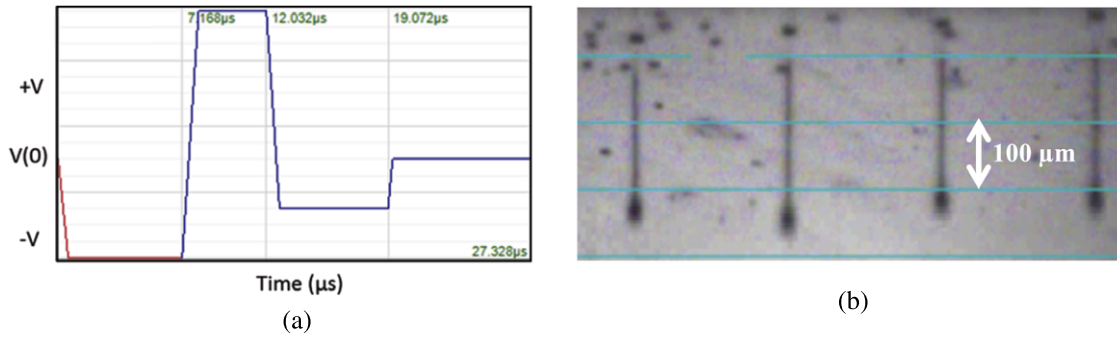 7.168µs 12.032µs 19.072µs
+V
V(0)
-V
27.328µs
Time (µs)
(a)
100 µm
(b)